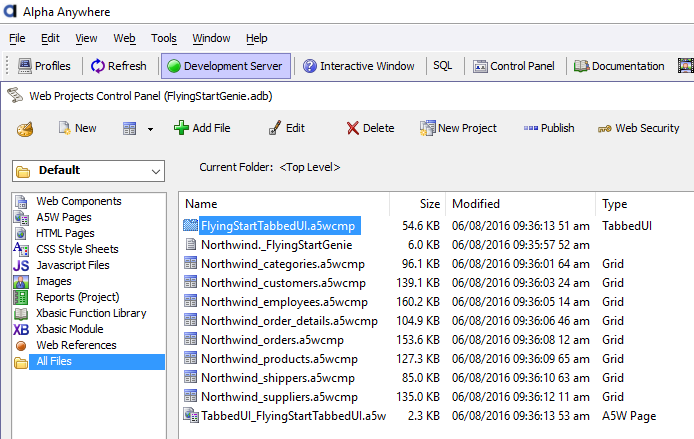 Alpha Anywhere
File Edit View Web Tools Window Help
Profiles Refresh Development Server Interactive Window SQL Control Panel Documentation
Web Projects Control Panel (FlyingStartGenie.adb)
New Add File Edit Delete New Project Publish Web Security
Default
Current Folder: <Top Level>
Web Components
A5W Pages
HTML Pages
CSS Style Sheets
JS Javascript Files
Images
Reports (Project)
Xbasic Function Library
XB Xbasic Module
Web References
All Files
Name Size Modified Type
FlyingStartTabbedUI.a5wcmp 54.6 KB 06/08/2016 09:36:13 51 am TabbedUI
Northwind._FlyingStartGenie 6.0 KB 06/08/2016 09:35:57 52 am
Northwind_categories.a5wcmp 96.1 KB 06/08/2016 09:36:01 64 am Grid
Northwind_customers.a5wcmp 139.1 KB 06/08/2016 09:36:03 24 am Grid
Northwind_employees.a5wcmp 160.2 KB 06/08/2016 09:36:05 14 am Grid
Northwind_order_details.a5wcmp 104.9 KB 06/08/2016 09:36:06 46 am Grid
Northwind_orders.a5wcmp 153.6 KB 06/08/2016 09:36:08 12 am Grid
Northwind_products.a5wcmp 127.3 KB 06/08/2016 09:36:09 65 am Grid
Northwind_shippers.a5wcmp 85.0 KB 06/08/2016 09:36:10 63 am Grid
Northwind_suppliers.a5wcmp 135.0 KB 06/08/2016 09:36:12 11 am Grid
TabbedUI_FlyingStartTabbedUI.a5w 2.3 KB 06/08/2016 09:36:13 53 am A5W Page